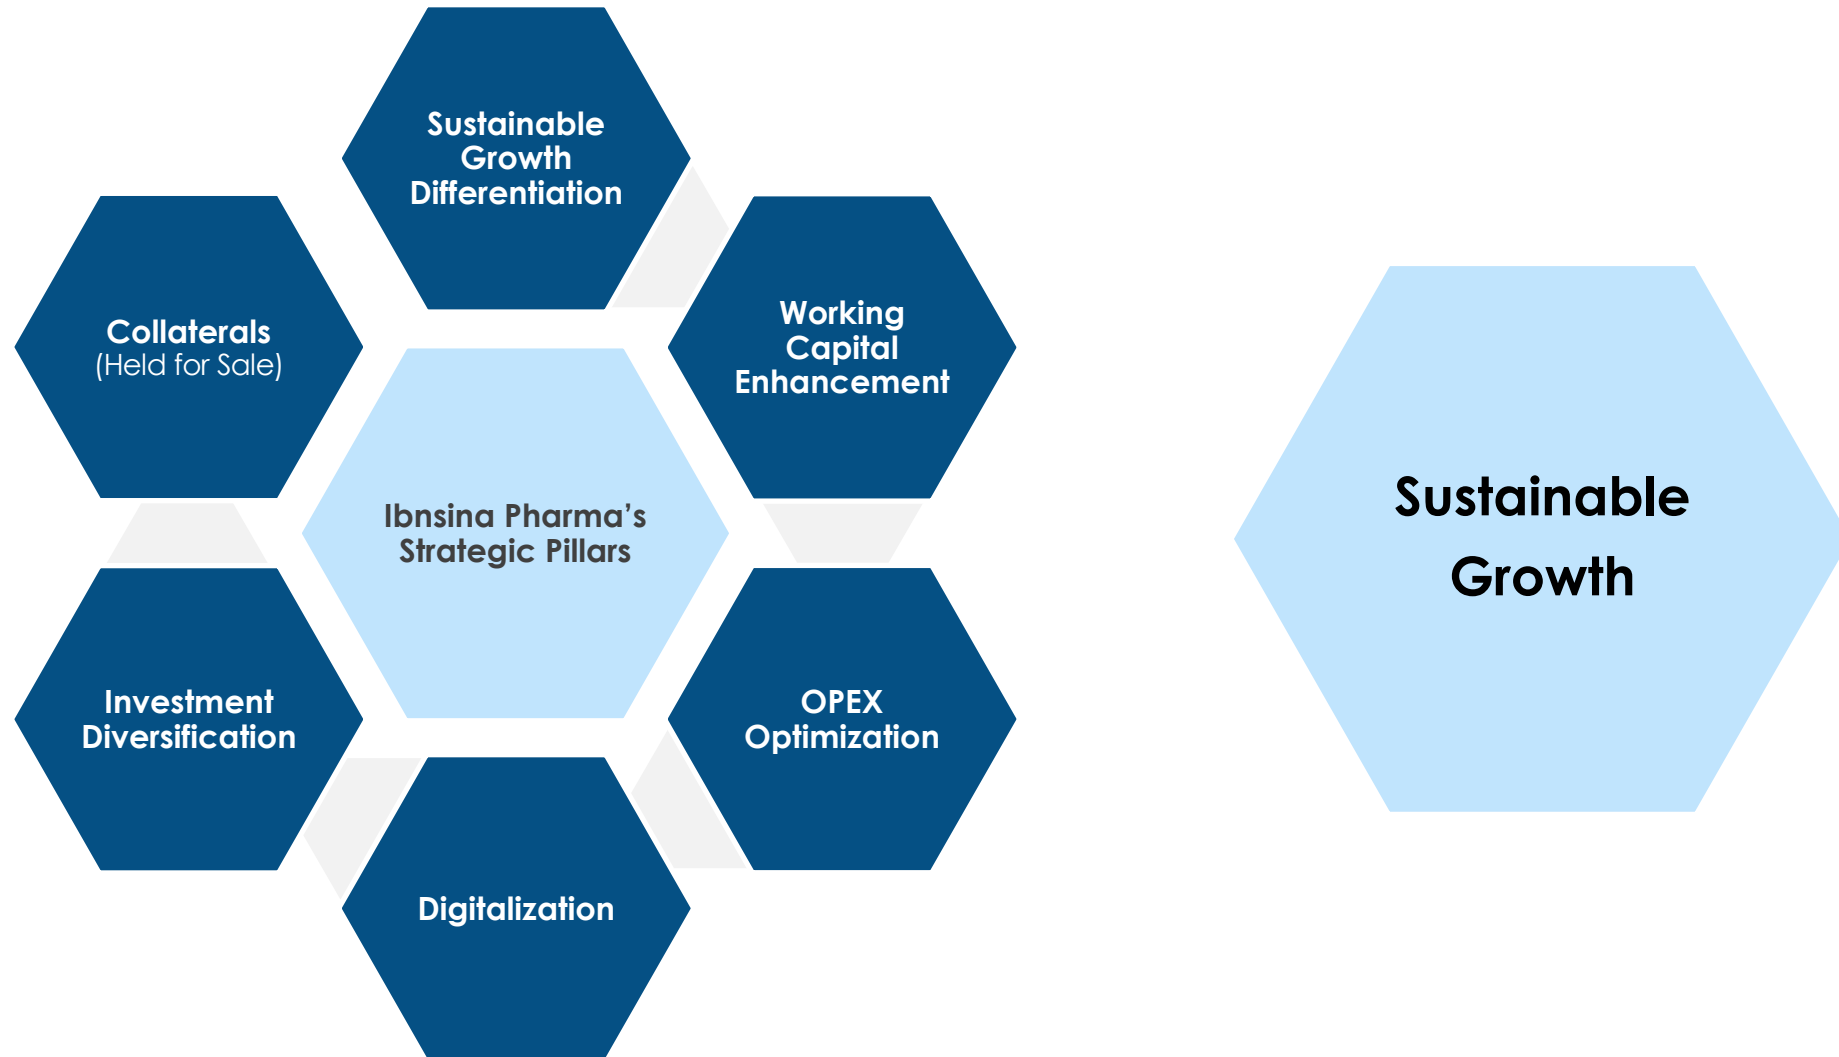 Sustainable
Growth
Differentiation
Working
Capital
Enhancement
Collaterals
(Held for Sale)
Ibnsina Pharma’s
Strategic Pillars
Sustainable
Growth
Investment
Diversification
OPEX
Optimization
Digitalization